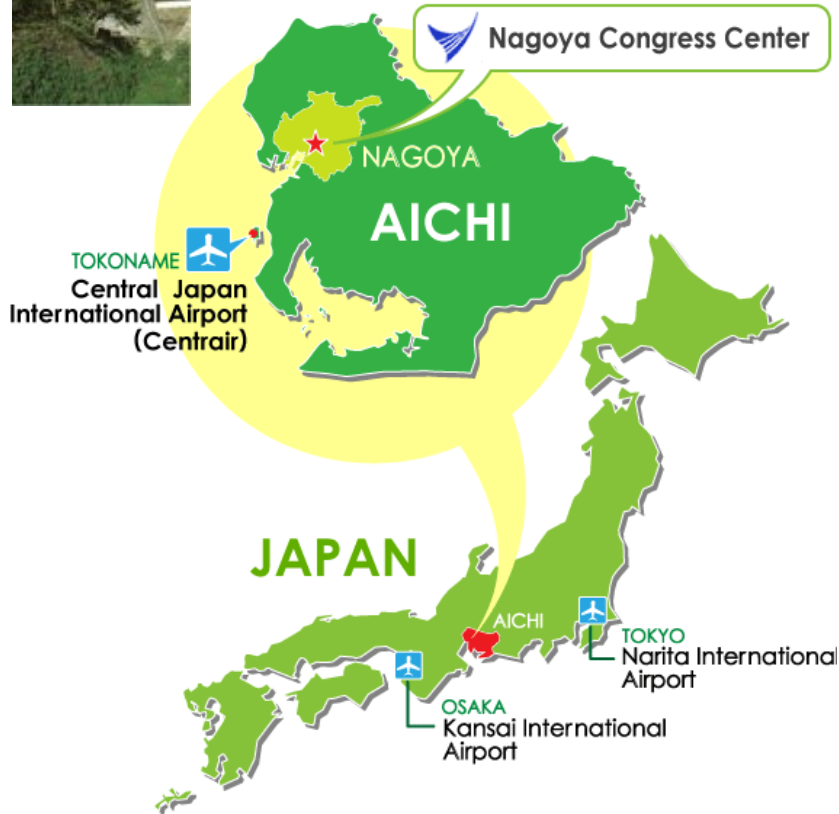 Nagoya Congress Center
NAGOYA
AICHI
TOKONAME
Central Japan
International Airport
(Centrair)
JAPAN
AICHI
TOKYO
Narita International
Airport
OSAKA
Kansai International
Airport